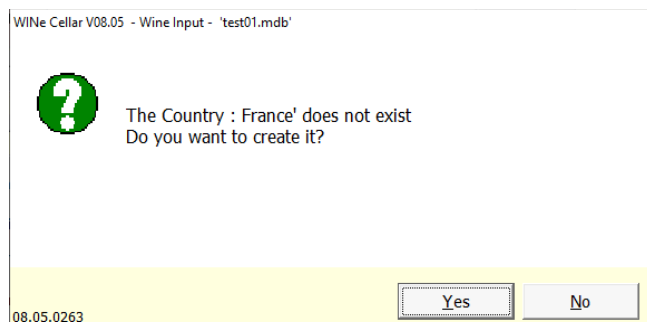 WINe Cellar V08.05 - Wine Input - 'test01.mdb'
?
The Country : France' does not exist
Do you want to create it?
Yes
No
08.05.0263